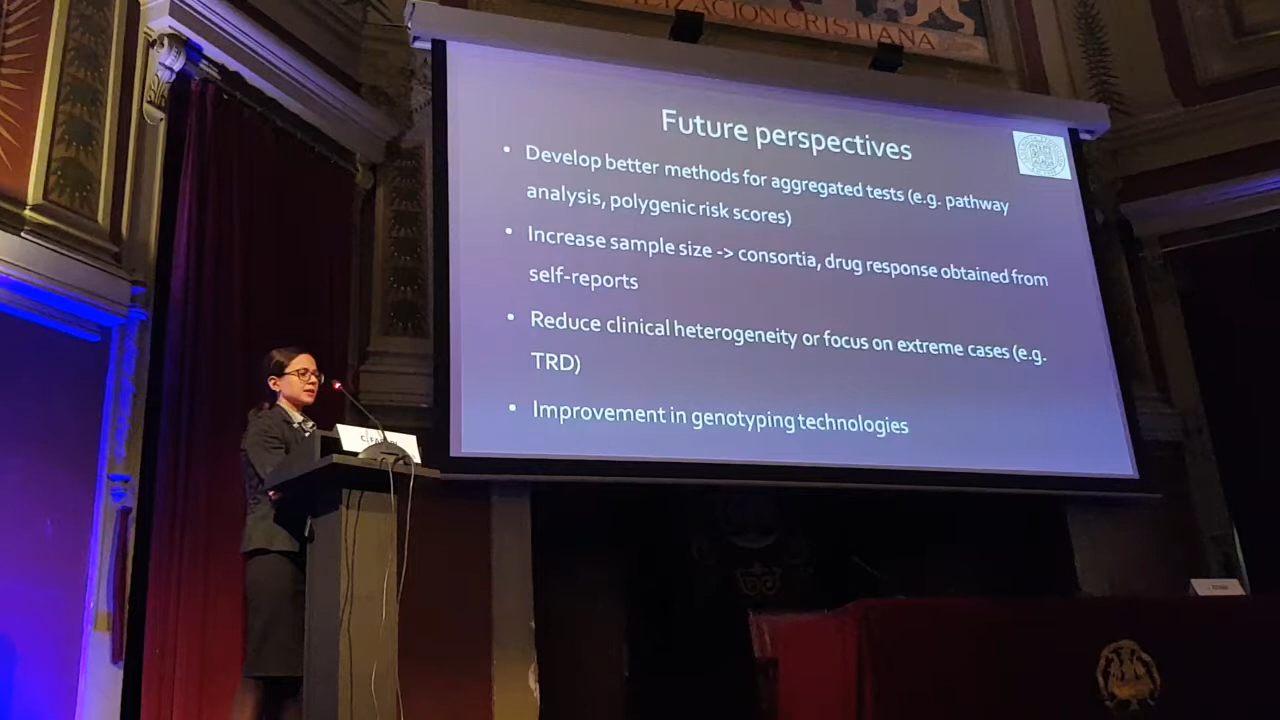 CIVILIZACION CRISTIANA
Future perspectives
• Develop better methods for aggregated tests (e.g. pathway
analysis, polygenic risk scores)
• Increase sample size -> consortia, drug response obtained from
self-reports
• Reduce clinical heterogeneity or focus on extreme cases (e.g.
TRD)
• Improvement in genotyping technologies